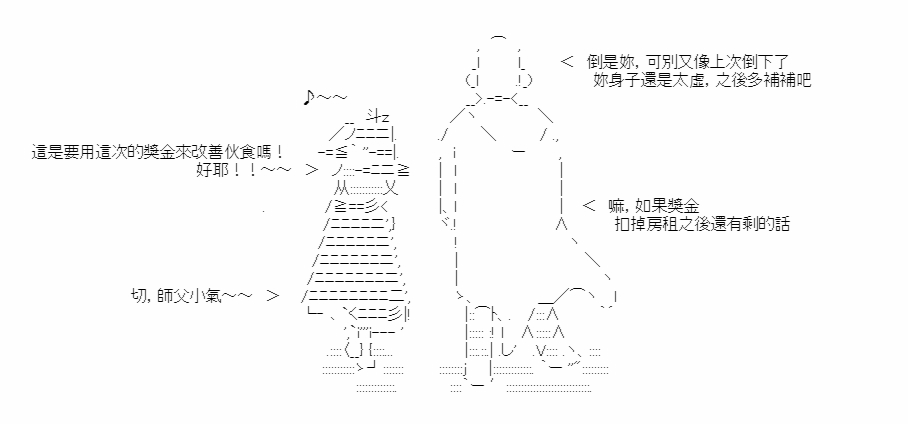 倒是妳, 可別又像上次倒下了
妳身子還是太虛, 之後多補補吧
♪～～
這是要用這次的獎金來改善伙食嗎！
好耶！！～～
嘛, 如果獎金
扣掉房租之後還有剩的話
切, 師父小氣～～